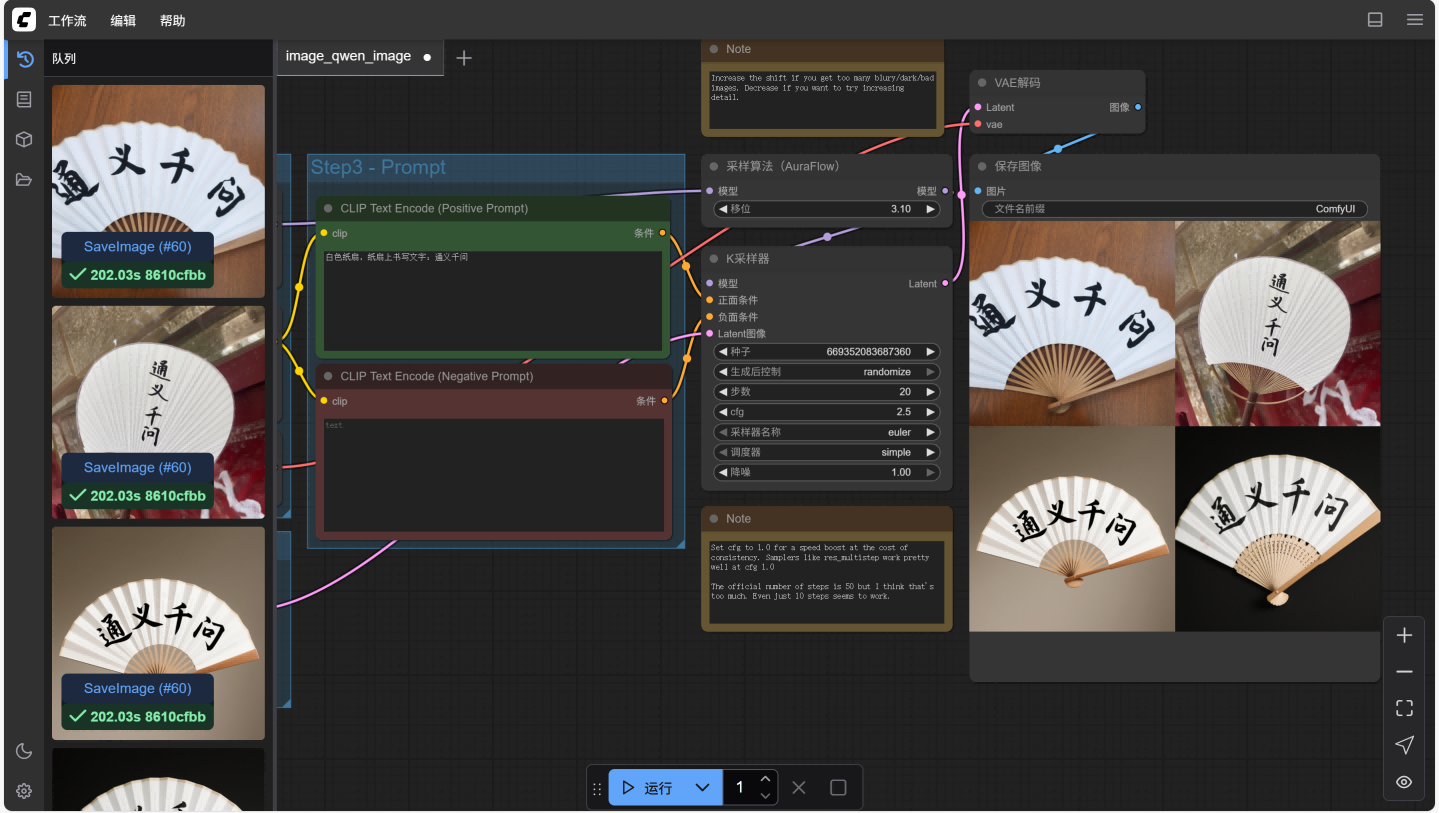 工作流 编辑 帮助
队列
image_qwen_image
SaveImage (#60)
202.03s 8610cfbb
SaveImage (#60)
202.03s 8610cfbb
SaveImage (#60)
202.03s 8610cfbb
通义千问
通义千问
通义千问
Step3 - Prompt
CLIP Text Encode (Positive Prompt)
clip 条件
白色纸扇，纸扇上书写文字：通义千问
CLIP Text Encode (Negative Prompt)
clip 条件
text
Note
Increase the shift if you get too many blury/dark/bad
images. Decrease if you want to try increasing
detail.
采样算法（AuraFlow）
模型 模型
移位 3.10
K采样器
模型 Latent
正面条件
负面条件
Latent图像
种子 669352083687360
生成后控制 randomize
步数 20
cfg 2.5
采样器名称 euler
调度器 simple
降噪 1.00
Note
Set cfg to 1.0 for a speed boost at the cost of
consistency. Samplers like res_multistep work pretty
well at cfg 1.0
The official number of steps is 50 but I think that's
too much. Even just 10 steps seems to work.
VAE解码
Latent 图像
vae
保存图像
图片
文件名前缀 ComfyUI
通义千问
通义千问
通义千问
通义千问
运行 1